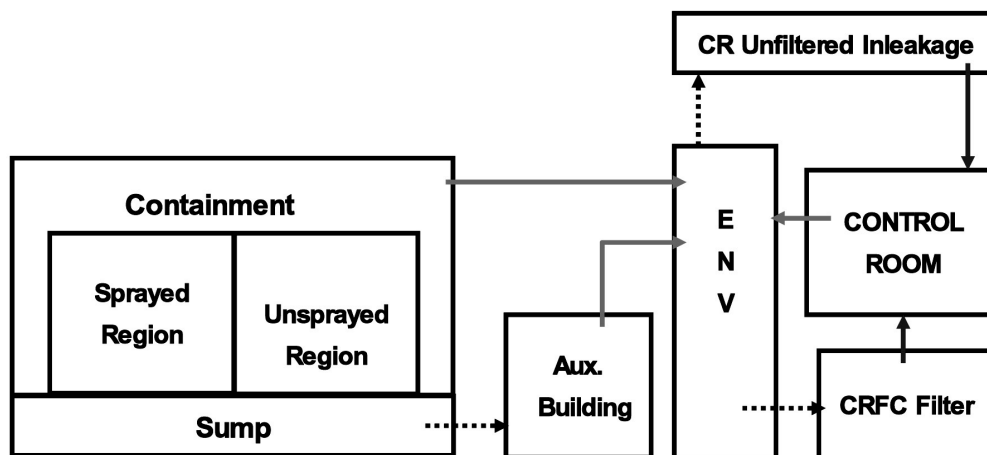 CR Unfiltered Inleakage
Containment
Sprayed
Region
Unsprayed
Region
Sump
Aux.
Building
E
N
V
CONTROL
ROOM
CRFC Filter